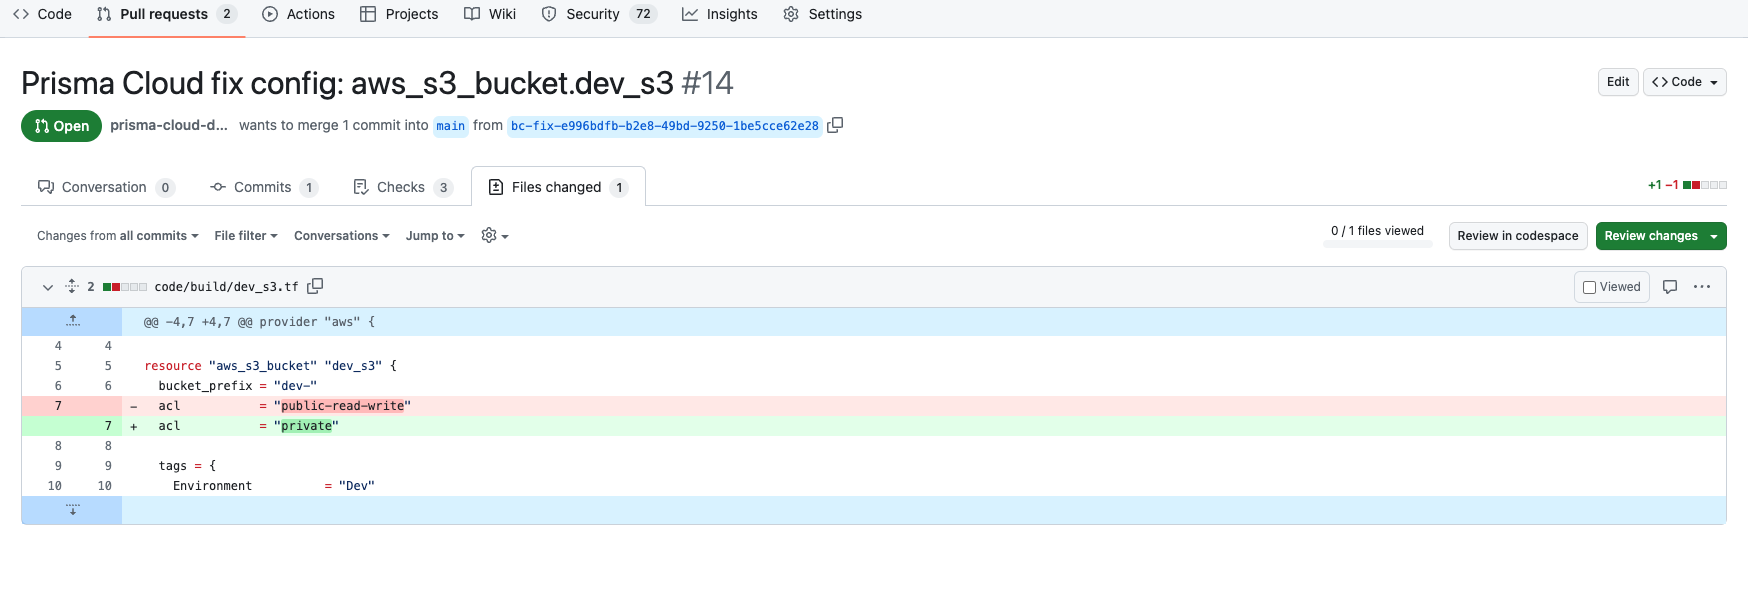 Code Pull requests 2 Actions Projects Wiki Security 72 Insights Settings
Prisma Cloud fix config: aws_s3_bucket.dev_s3 #14
Edit <> Code
Open prisma-cloud-d... wants to merge 1 commit into main from bc-fix-e996bdfb-b2e8-49bd-9250-1be5cce62e28
Conversation 0 Commits 1 Checks 3 Files changed 1 +1 −1
Changes from all commits File filter Conversations Jump to 0 / 1 files viewed Review in codespace Review changes
2 code/build/dev_s3.tf Viewed
@@ -4,7 +4,7 @@ provider "aws" {
4 4
5 5 resource "aws_s3_bucket" "dev_s3" {
6 6 bucket_prefix = "dev-"
7 - acl = "public-read-write"
7 + acl = "private"
8 8
9 9 tags = {
10 10 Environment = "Dev"